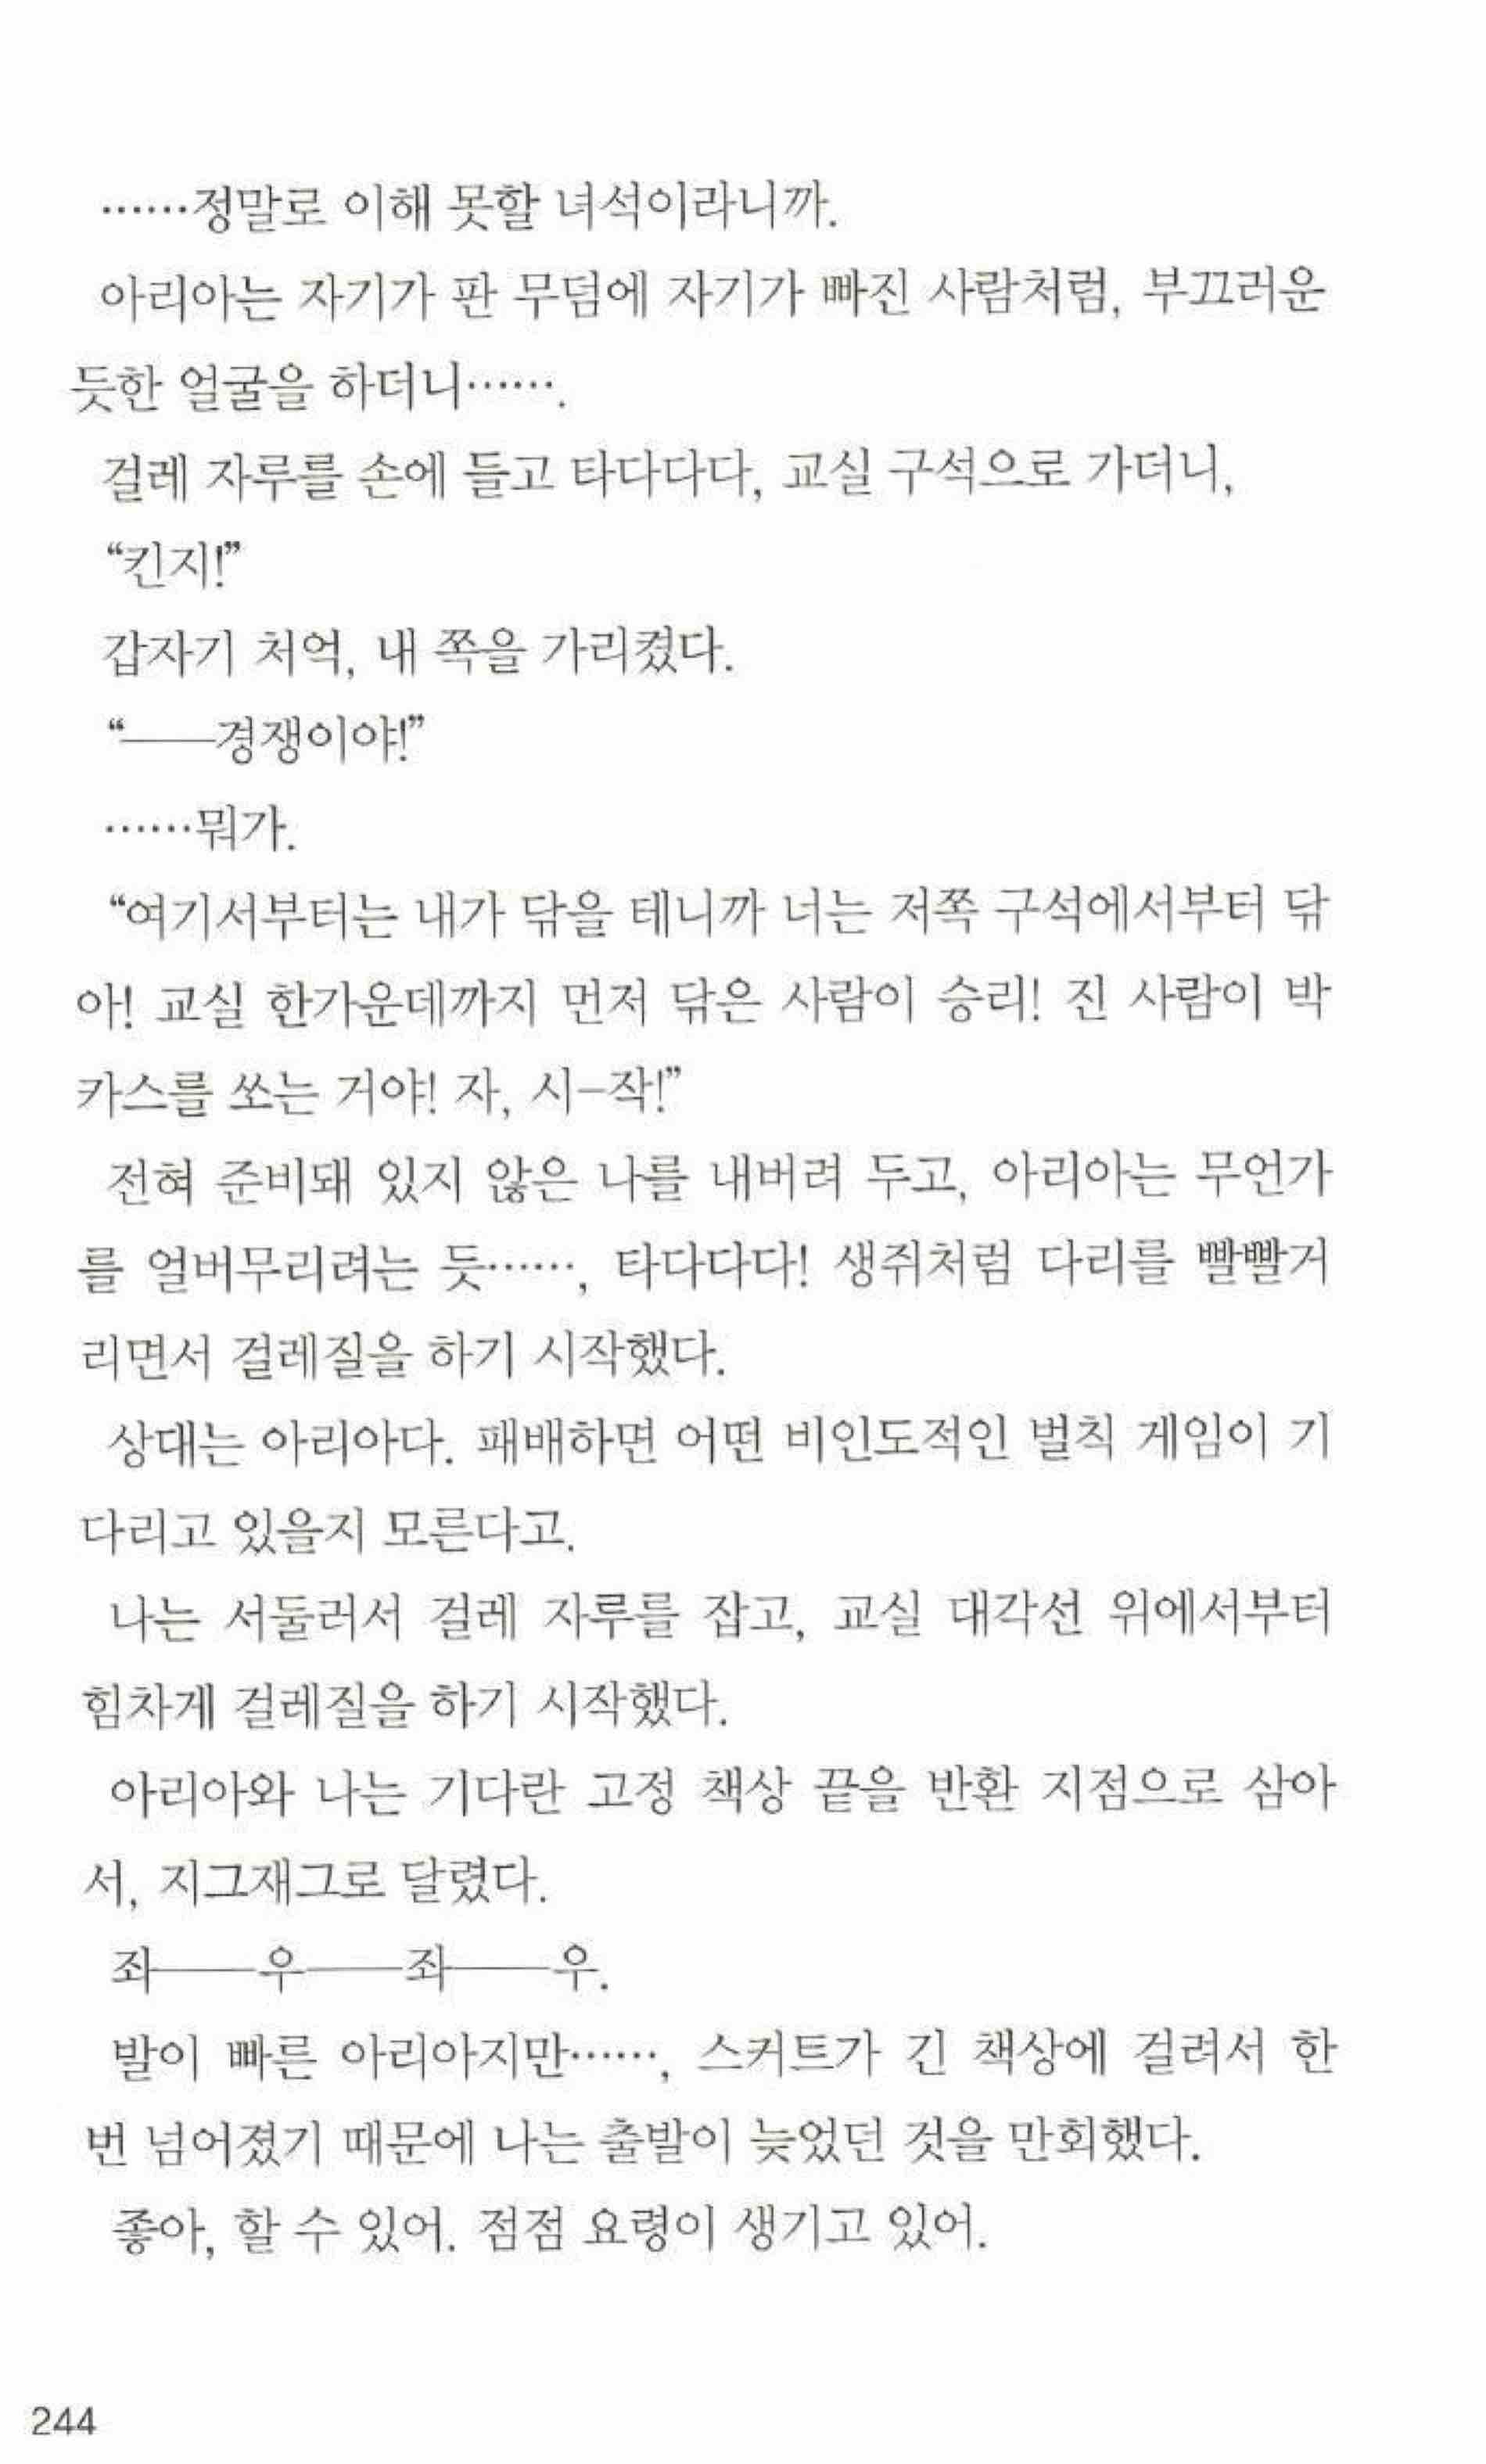 ……정말로 이해 못할 녀석이라니까.
아리아는 자기가 판 무덤에 자기가 빠진 사람처럼, 부끄러운
듯한 얼굴을 하더니…….
걸레 자루를 손에 들고 타다다다, 교실 구석으로 가더니,
“킨지!”
갑자기 처억, 내 쪽을 가리켰다.
“──경쟁이야!”
……뭐가.
“여기서부터는 내가 닦을 테니까 너는 저쪽 구석에서부터 닦
아! 교실 한가운데까지 먼저 닦은 사람이 승리! 진 사람이 박
카스를 쏘는 거야! 자, 시-작!”
전혀 준비돼 있지 않은 나를 내버려 두고, 아리아는 무언가
를 얼버무리려는 듯……, 타다다다! 생쥐처럼 다리를 빨빨거
리면서 걸레질을 하기 시작했다.
상대는 아리아다. 패배하면 어떤 비인도적인 벌칙 게임이 기
다리고 있을지 모른다고.
나는 서둘러서 걸레 자루를 잡고, 교실 대각선 위에서부터
힘차게 걸레질을 하기 시작했다.
아리아와 나는 기다란 고정 책상 끝을 반환 지점으로 삼아
서, 지그재그로 달렸다.
좌──우──좌──우.
발이 빠른 아리아지만……, 스커트가 긴 책상에 걸려서 한
번 넘어졌기 때문에 나는 출발이 늦었던 것을 만회했다.
좋아, 할 수 있어. 점점 요령이 생기고 있어.
244